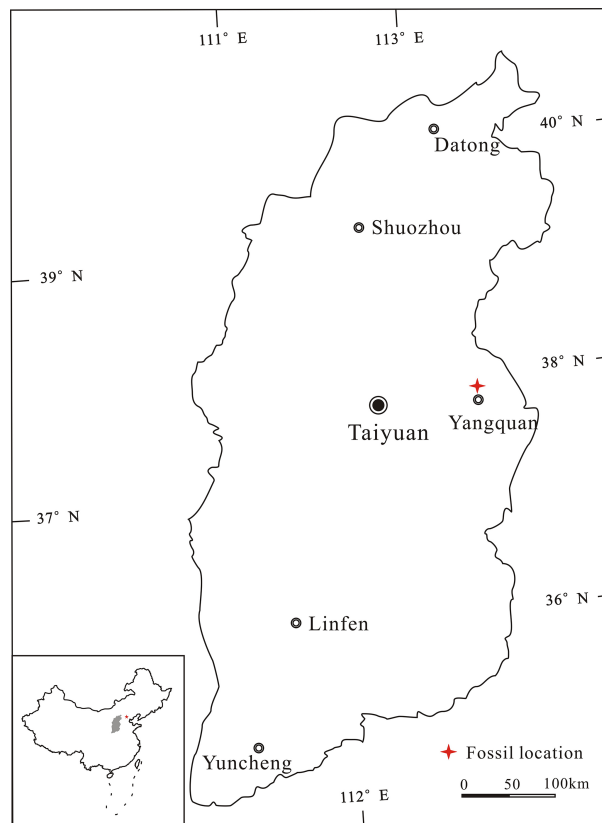 111° E
113° E
40° N
Datong
Shuozhou
39° N
38° N
Taiyuan
Yangquan
37° N
36° N
Linfen
Yuncheng
Fossil location
0 50 100km
112° E